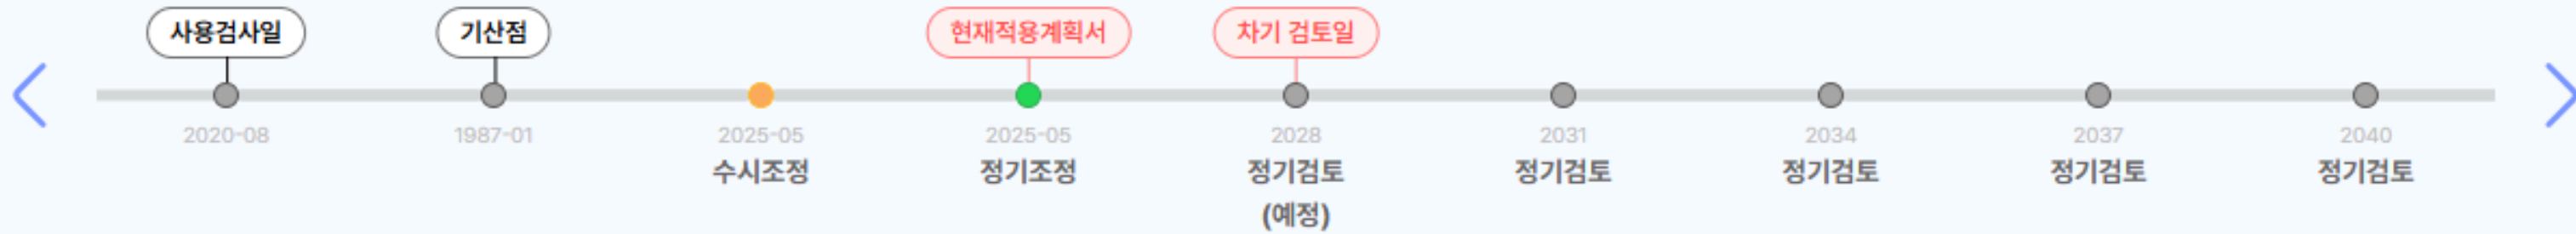 사용검사일 기산점 현재적용계획서 차기 검토일
2020-08 1987-01 2025-05 2025-05 2028 2031 2034 2037 2040
수시조정 정기조정 정기검토 정기검토 정기검토 정기검토 정기검토
(예정)